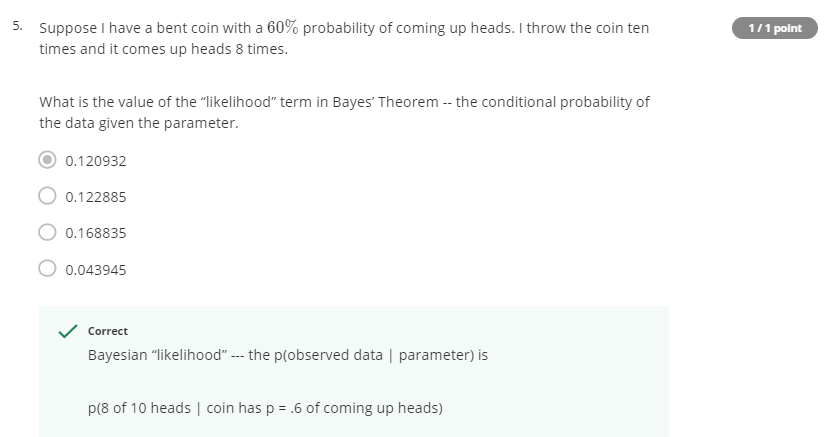 5. Suppose I have a bent coin with a 60% probability of coming up heads. I throw the coin ten
times and it comes up heads 8 times.
1 / 1 point
What is the value of the “likelihood” term in Bayes’ Theorem -- the conditional probability of
the data given the parameter.
0.120932
0.122885
0.168835
0.043945
Correct
Bayesian “likelihood” --- the p(observed data | parameter) is
p(8 of 10 heads | coin has p = .6 of coming up heads)